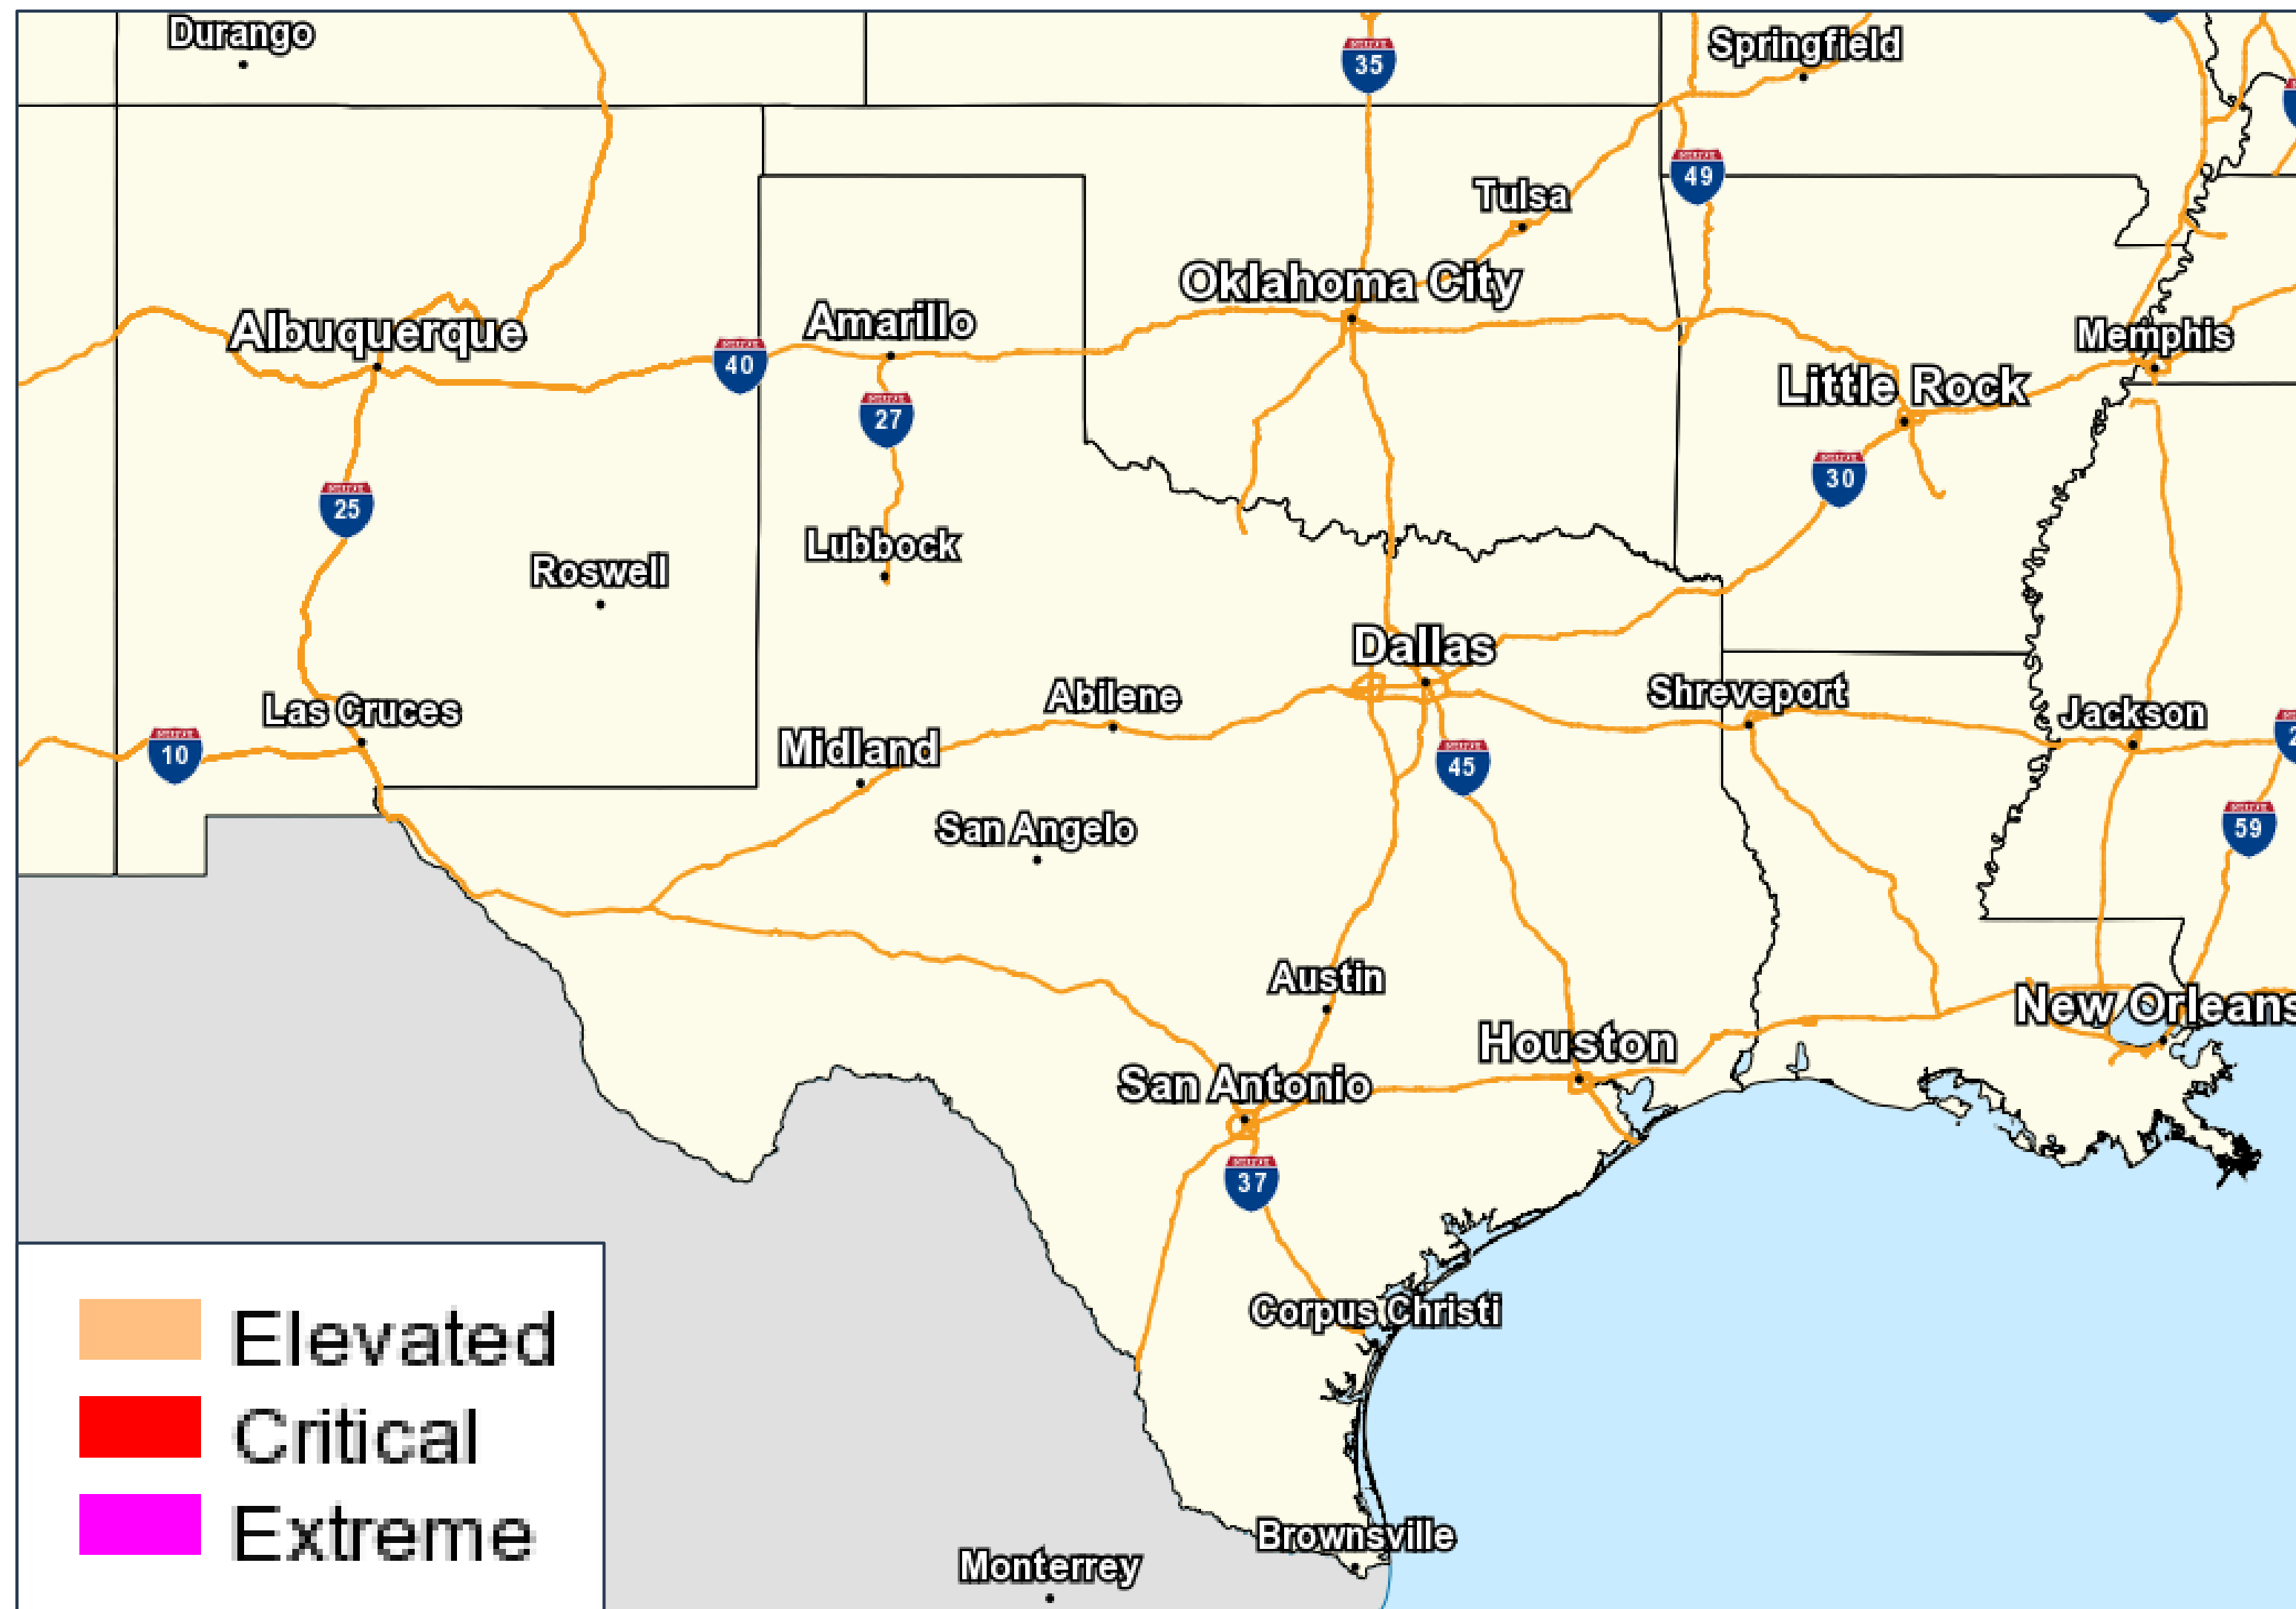 Durango
35
Springfield
49
Tulsa
Oklahoma City
Albuquerque
Amarillo
Memphis
40
Little Rock
27
30
25
Lubbock
Roswell
Dallas
Las Cruces
Abilene
Shreveport
Jackson
10
Midland
45
San Angelo
59
Austin
New Orleans
Houston
San Antonio
37
Corpus Christi
Elevated
Critical
Extreme
Brownsville
Monterrey